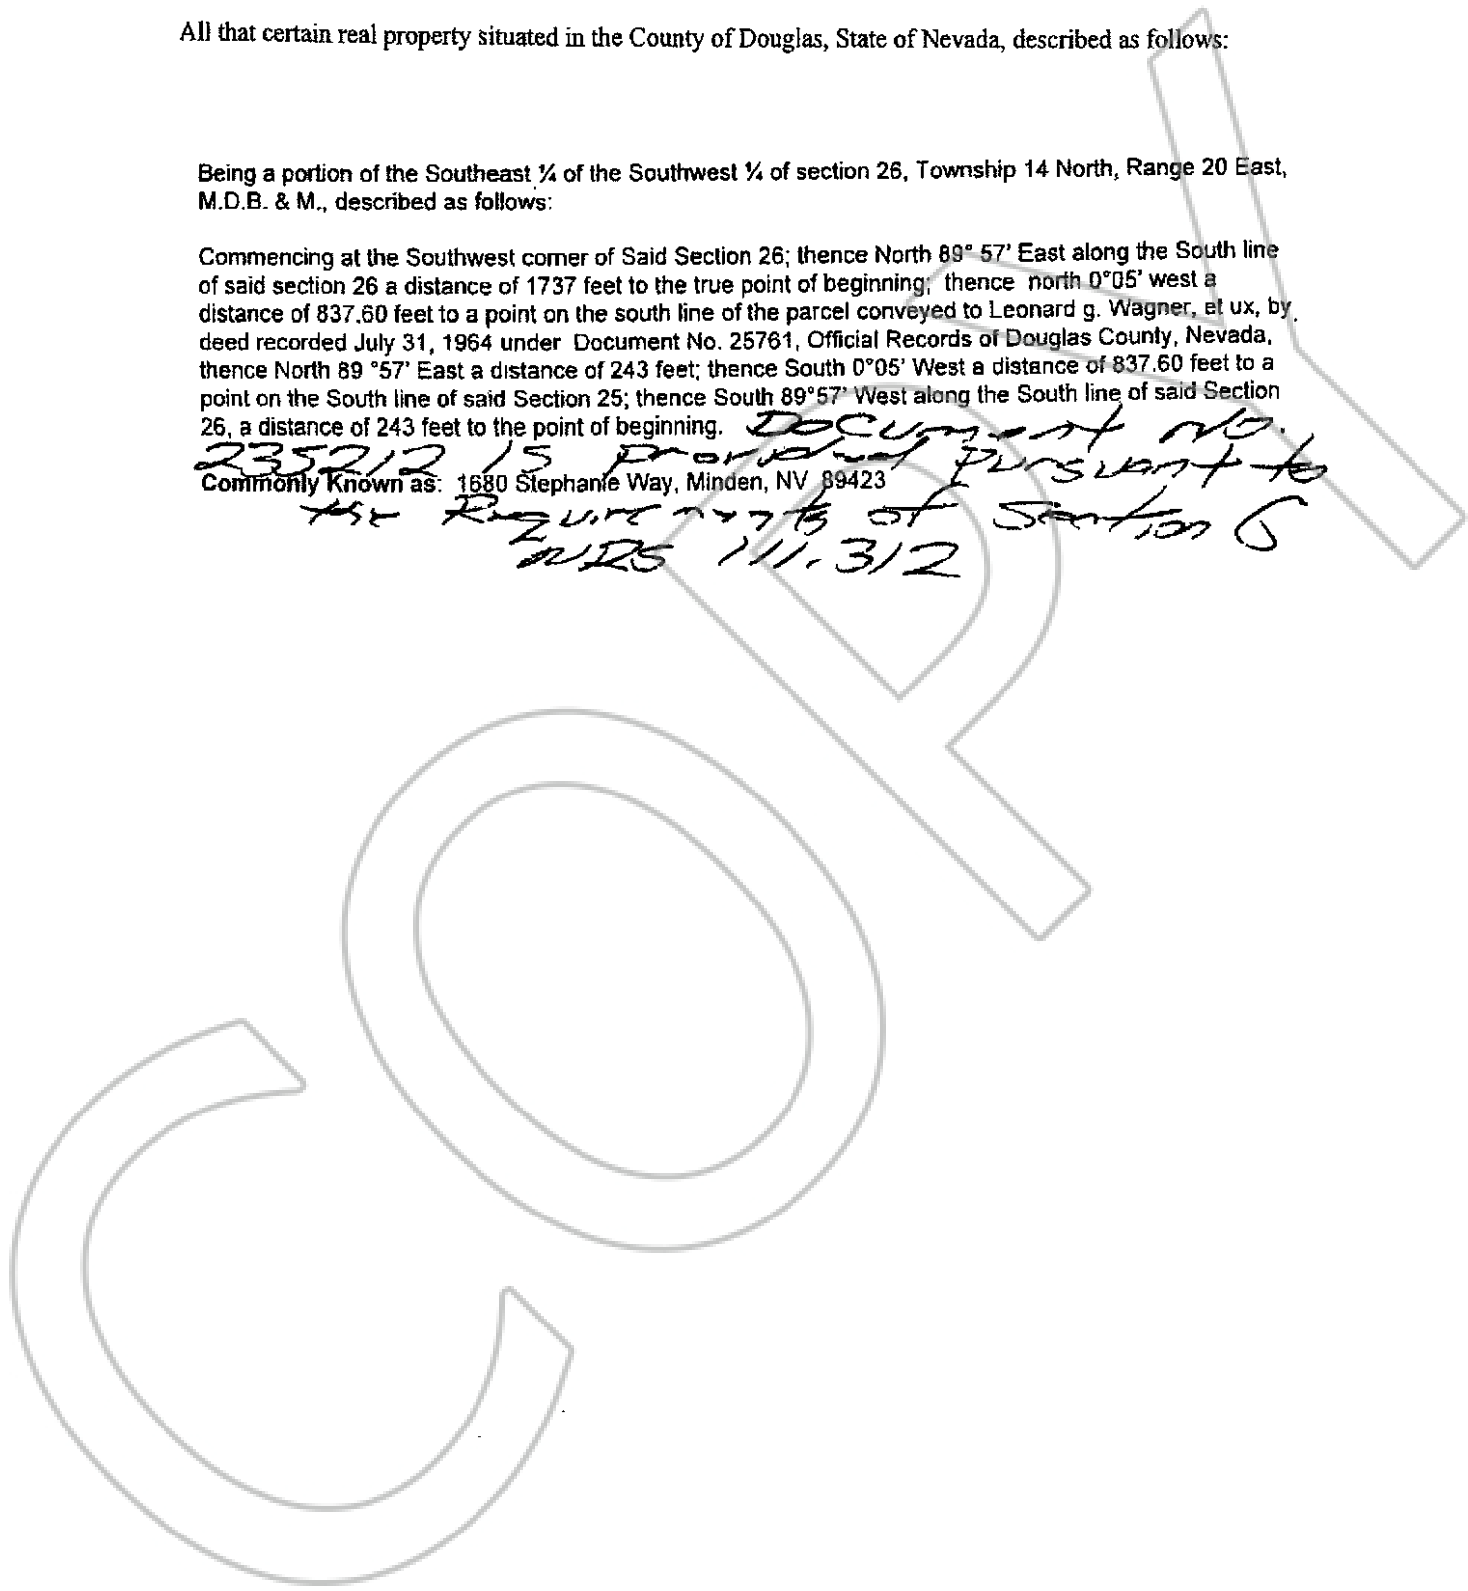 All that certain real property situated in the County of Douglas, State of Nevada, described as follows:
Being a portion of the Southeast ¼ of the Southwest ¼ of section 26, Township 14 North, Range 20 East,
M.D.B. & M., described as follows:
Commencing at the Southwest corner of Said Section 26; thence North 89° 57' East along the South line
of said section 26 a distance of 1737 feet to the true point of beginning; thence north 0°05' west a
distance of 837.60 feet to a point on the south line of the parcel conveyed to Leonard g. Wagner, et ux, by
deed recorded July 31, 1964 under Document No. 25761, Official Records of Douglas County, Nevada,
thence North 89 °57' East a distance of 243 feet; thence South 0°05' West a distance of 837.60 feet to a
point on the South line of said Section 25; thence South 89°57' West along the South line of said Section
26, a distance of 243 feet to the point of beginning. Document No.
235212 is provided pursuant to
Commonly Known as: 1680 Stephanie Way, Minden, NV 89423
the Requirements of Section 6
NRS 111.312
COPY